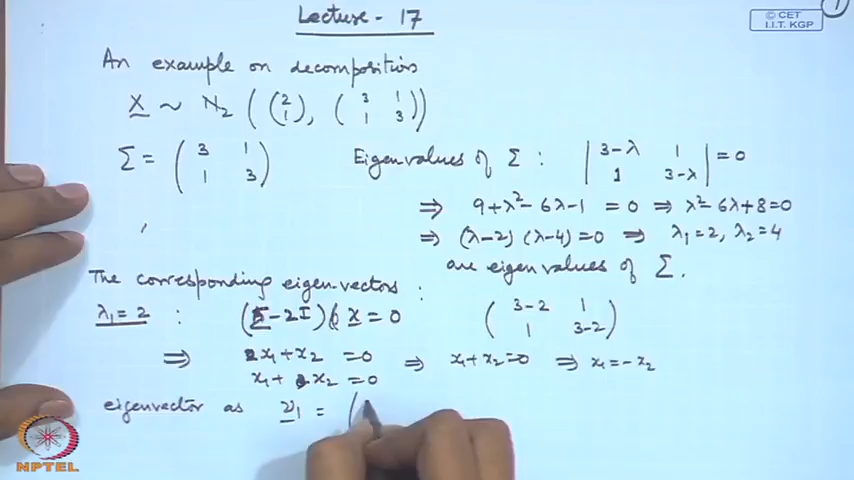 Lecture - 17
© CET
I.I.T. KGP
1
An example on decomposition
X ~ N₂ ( (2 1), (3 1 1 3) )
Σ = (3 1 1 3) Eigenvalues of Σ : | 3-λ 1 1 3-λ | = 0
⇒ 9+λ²-6λ-1 = 0 ⇒ λ²-6λ+8=0
⇒ (λ-2) (λ-4)=0 ⇒ λ₁=2, λ₂=4
are eigenvalues of Σ.
The corresponding eigen-vectors :
λ₁=2 : (Σ-2I) x = 0 (3-2 1 1 3-2)
⇒ x₁+x₂ = 0 ⇒ x₁+x₂=0 ⇒ x₁=-x₂
x₁+ x₂ =0
eigenvector as v₁ = (
NPTEL